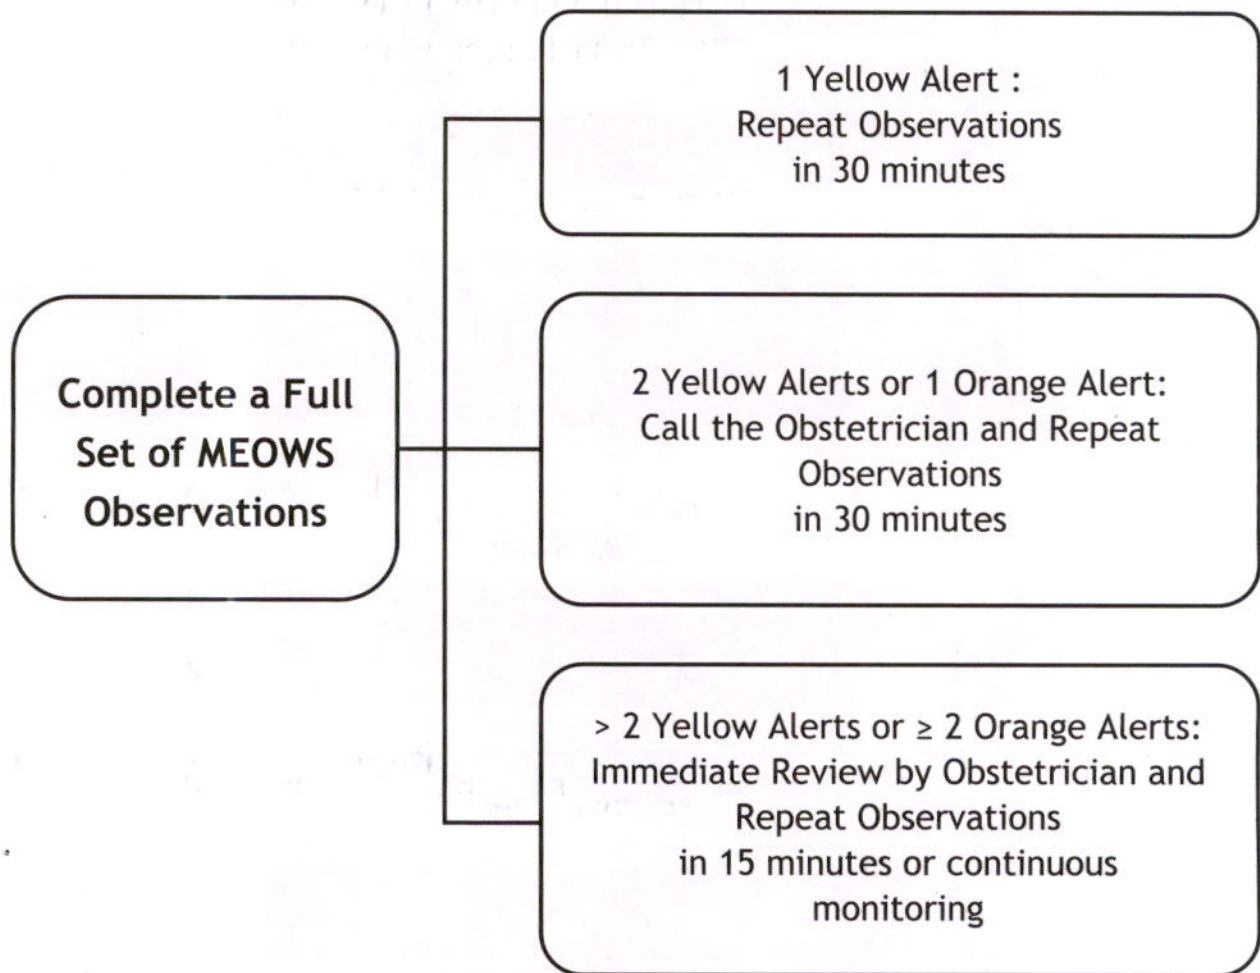 1 Yellow Alert :
Repeat Observations
in 30 minutes
Complete a Full
Set of MEOWS
Observations
2 Yellow Alerts or 1 Orange Alert:
Call the Obstetrician and Repeat
Observations
in 30 minutes
> 2 Yellow Alerts or ≥ 2 Orange Alerts:
Immediate Review by Obstetrician and
Repeat Observations
in 15 minutes or continuous
monitoring